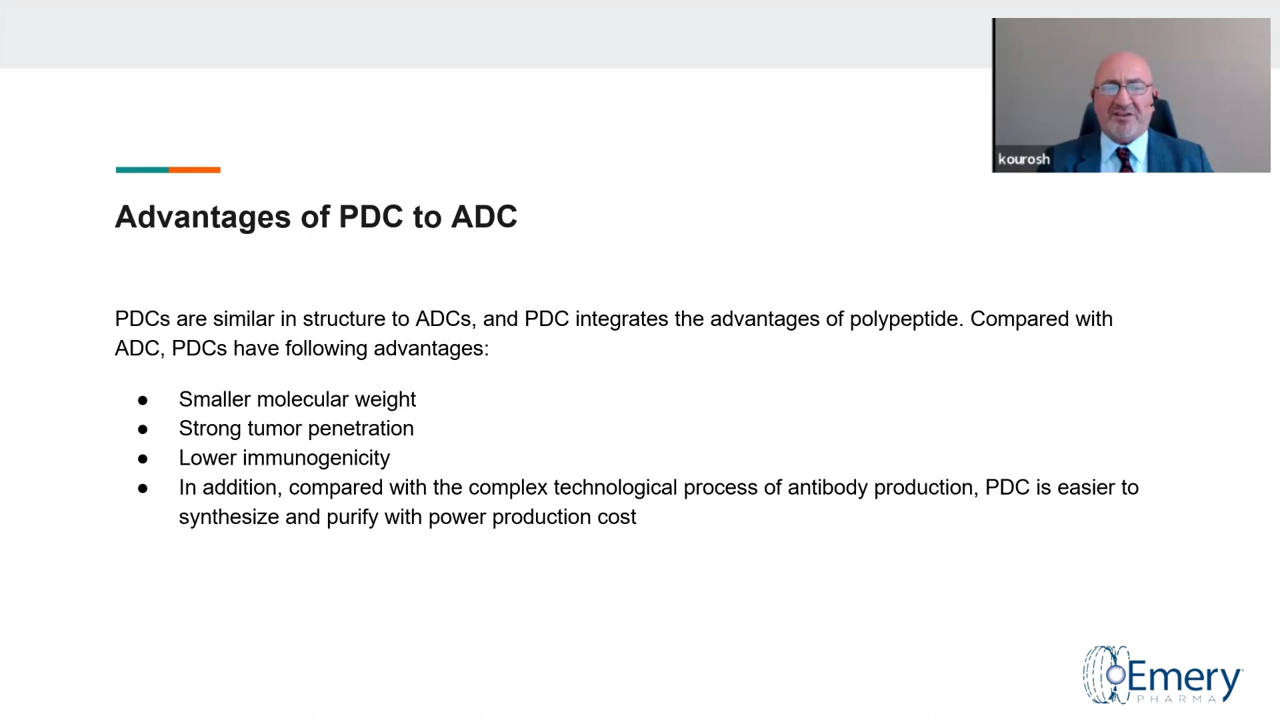 kourosh
Advantages of PDC to ADC
PDCs are similar in structure to ADCs, and PDC integrates the advantages of polypeptide. Compared with
ADC, PDCs have following advantages:
● Smaller molecular weight
● Strong tumor penetration
● Lower immunogenicity
● In addition, compared with the complex technological process of antibody production, PDC is easier to
synthesize and purify with power production cost
Emery
PHARMA